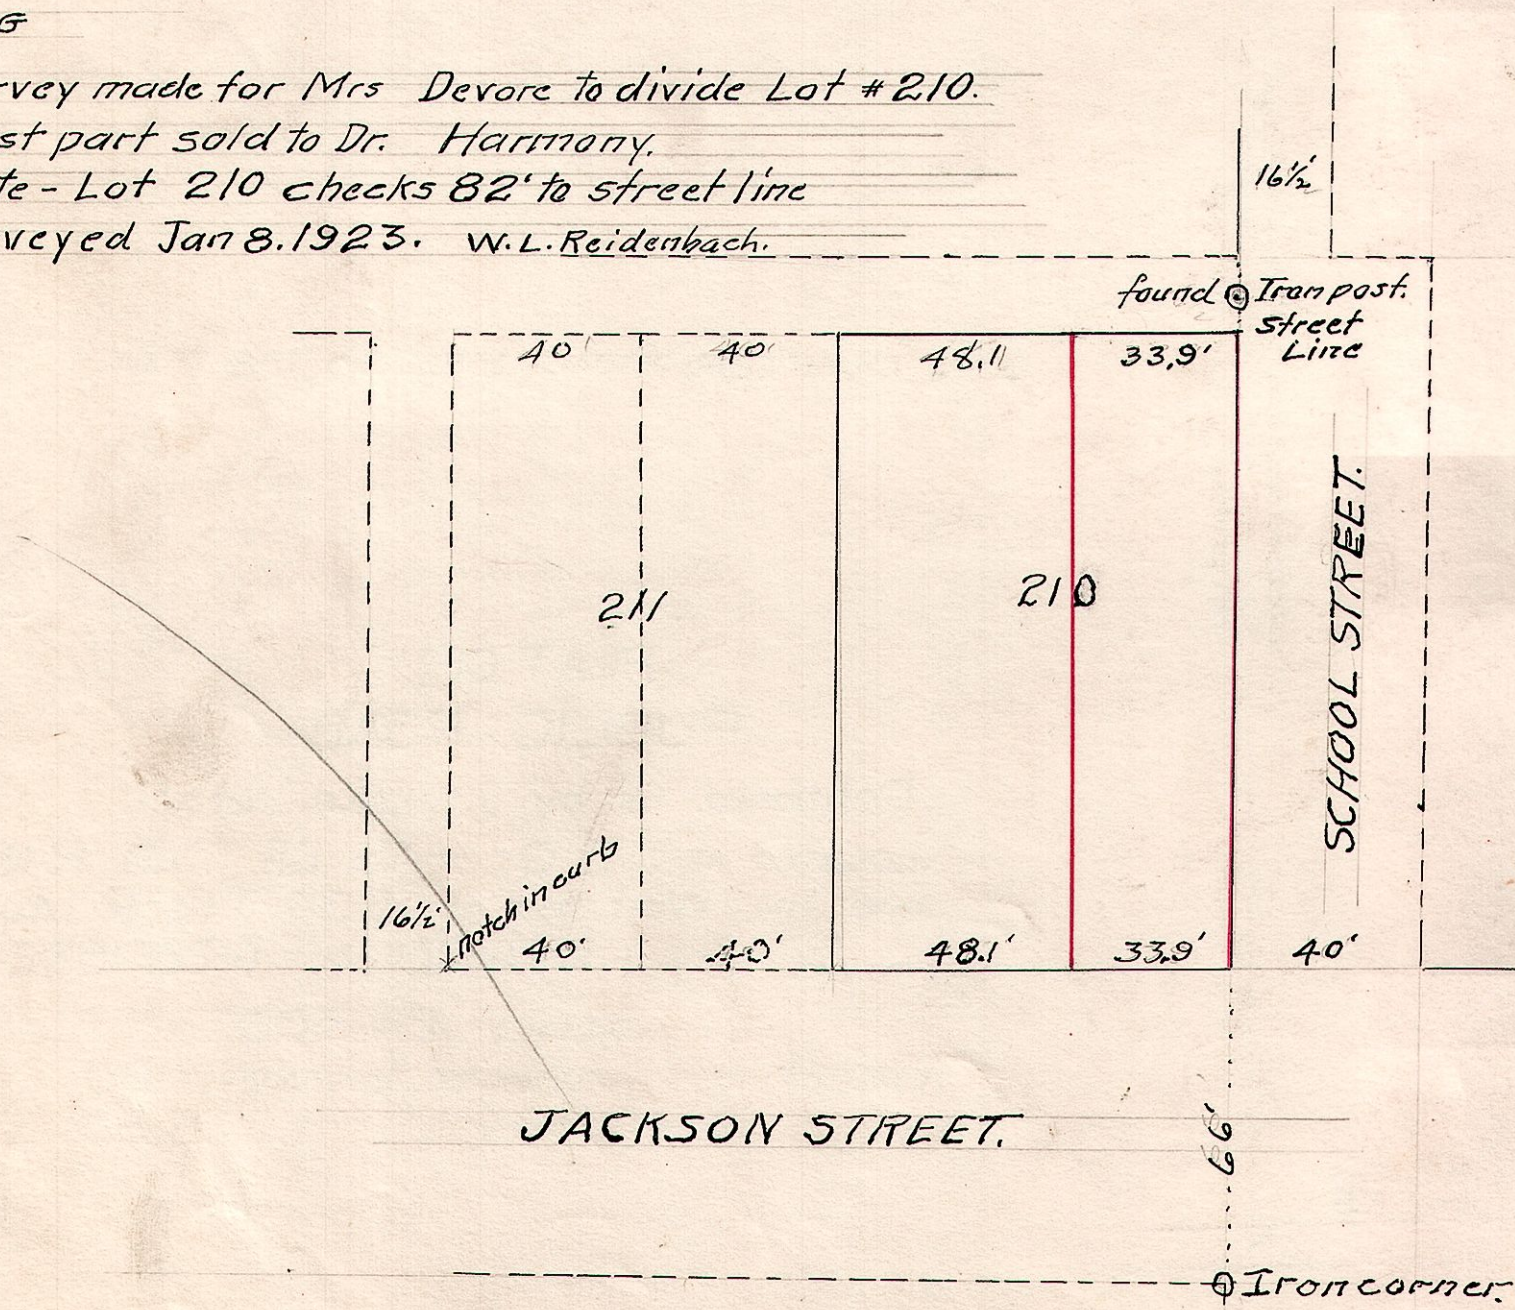 G
rvey made for Mrs Devore to divide Lot #210.
st part sold to Dr. Harmony.
te - Lot 210 checks 82' to street line
veyed Jan 8. 1923. W. L. Reidenbach.
16½'
found Iron post.
Street
Line
40' 40' 48.1' 33.9'
211
210
SCHOOL STREET.
notch in curb
16½'
40' 40' 48.1' 33.9' 40'
JACKSON STREET.
66'
Iron corner.